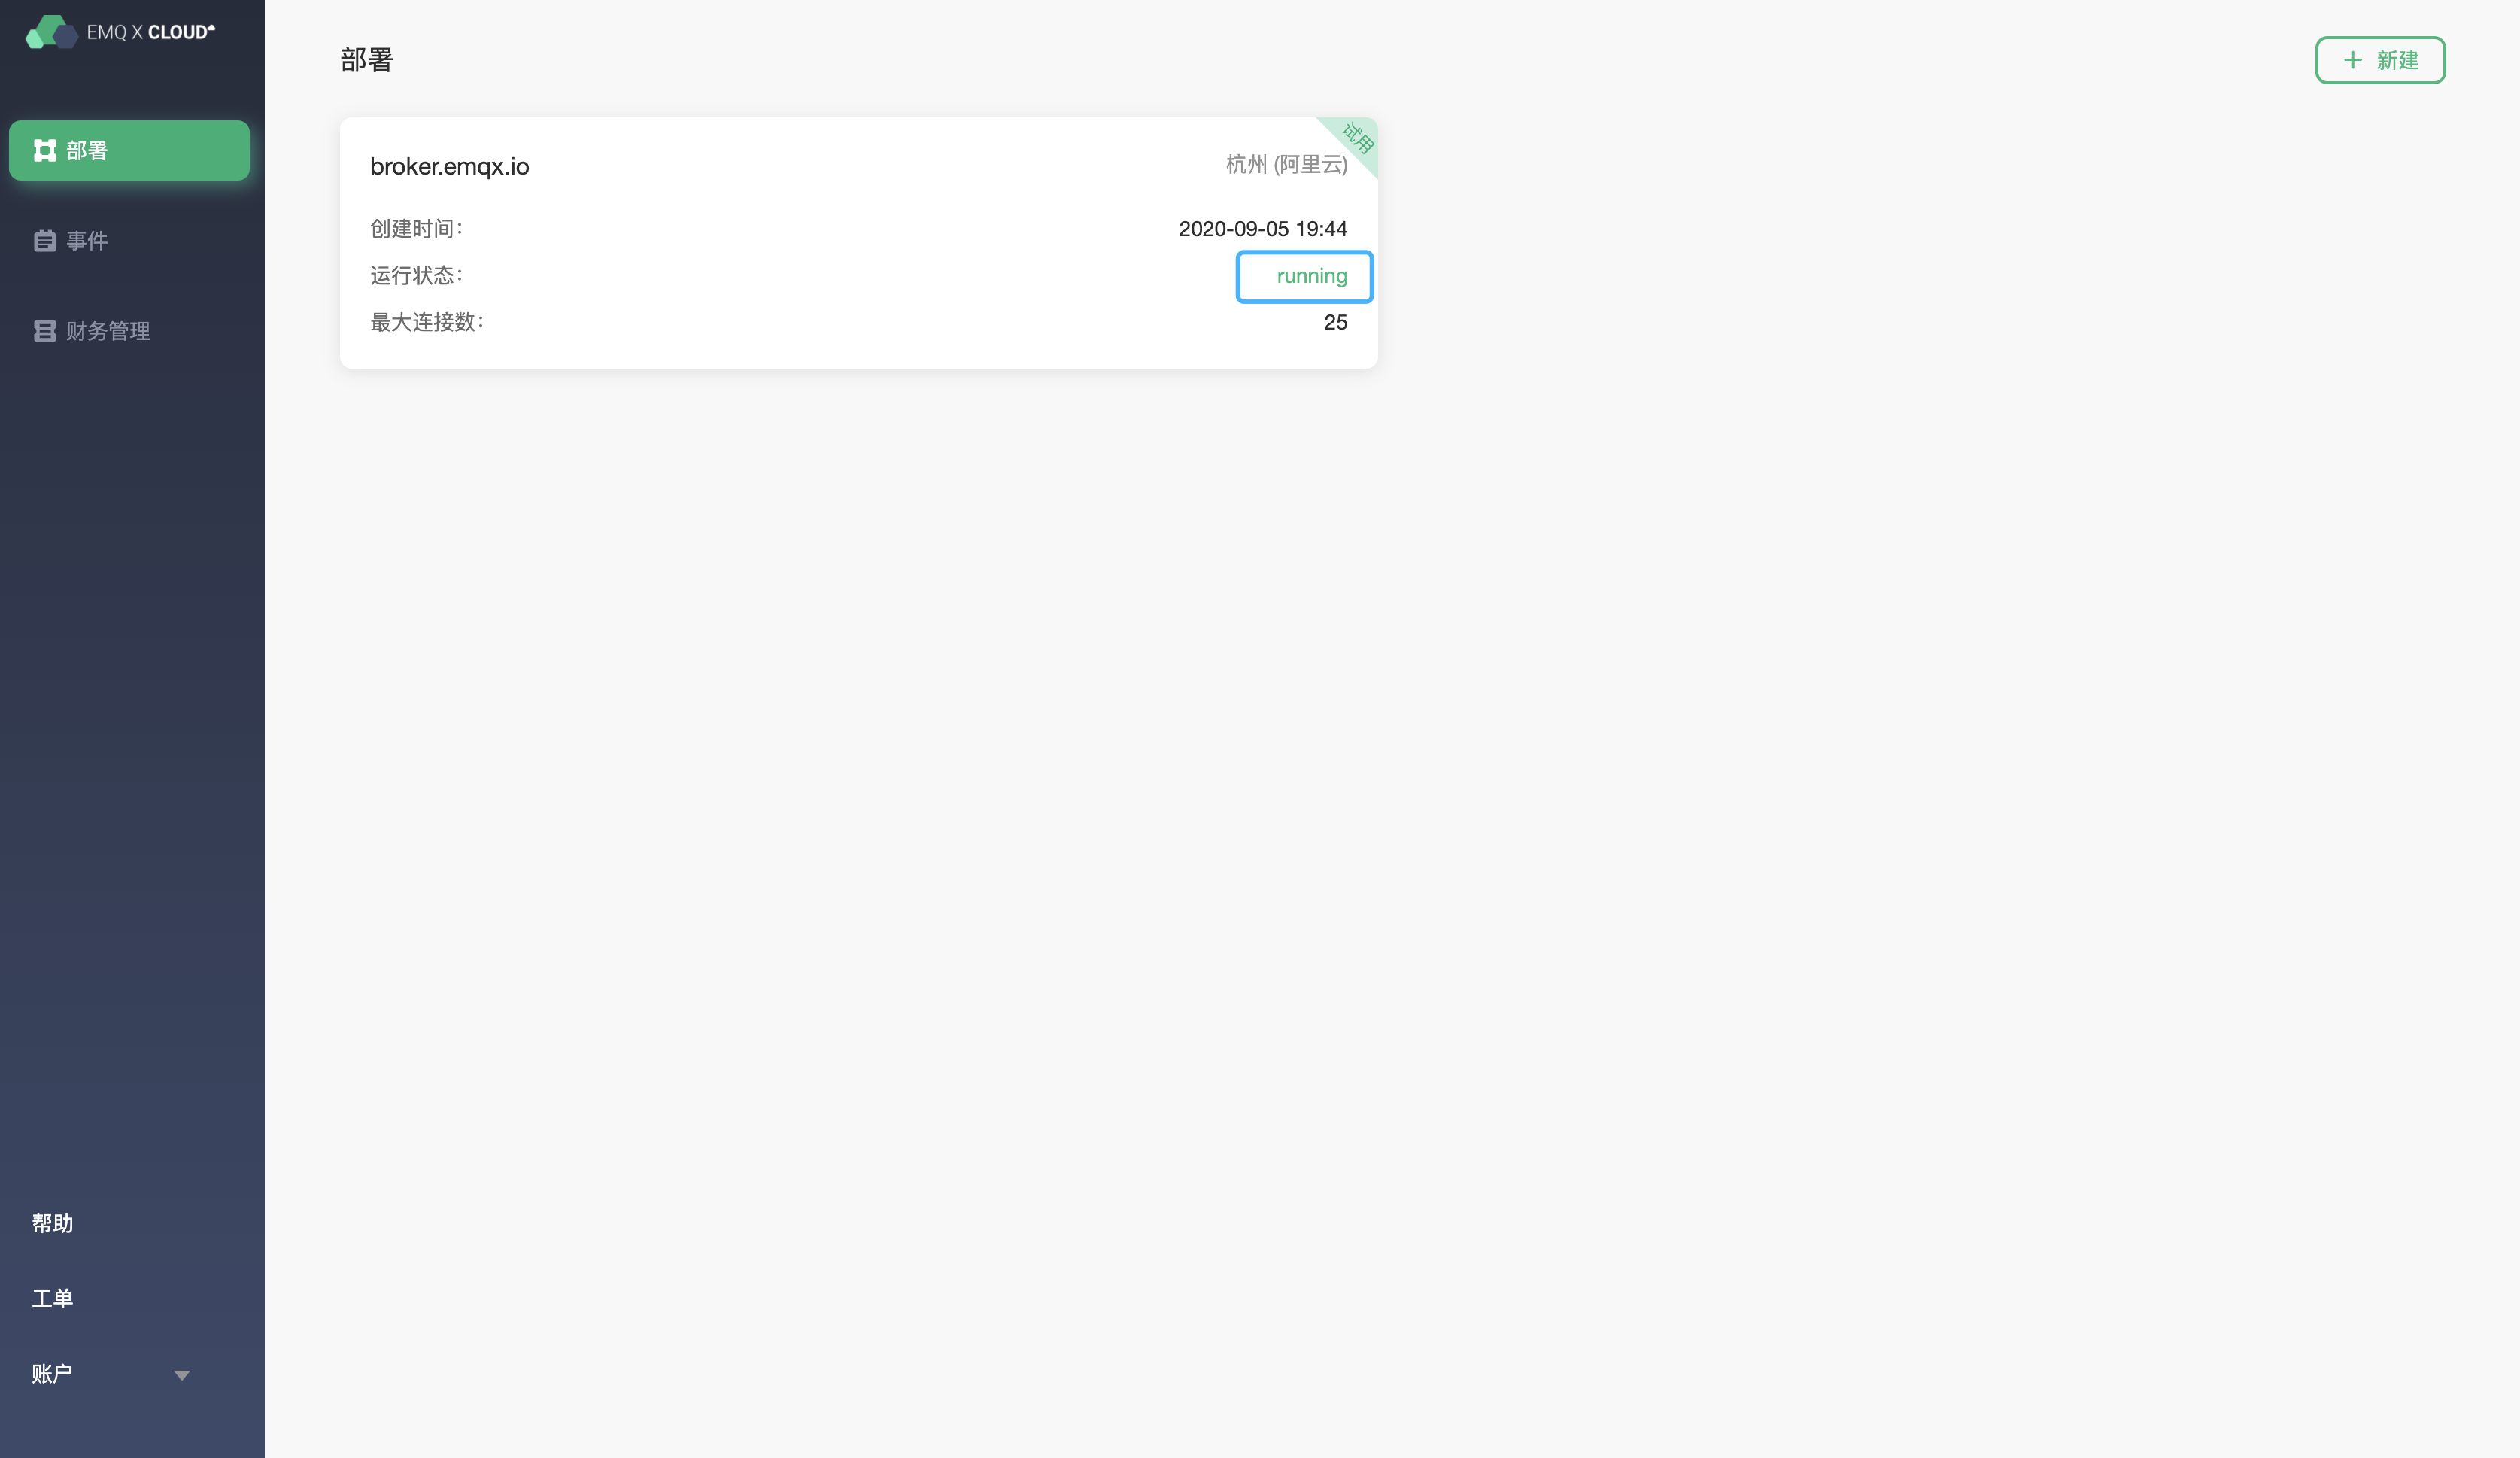 EMQ X CLOUD
部署
事件
财务管理
帮助
工单
账户
部署
新建
试用
broker.emqx.io
杭州 (阿里云)
创建时间: 2020-09-05 19:44
运行状态: running
最大连接数: 25